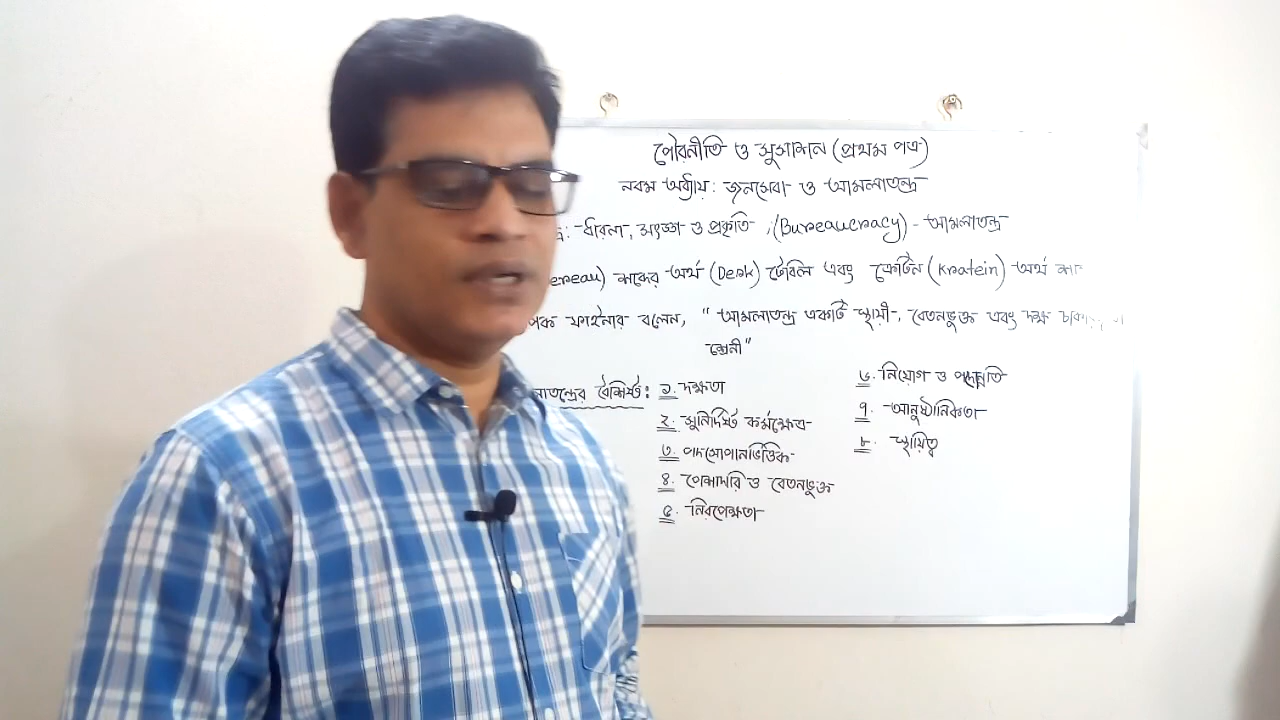 পৌরনীতি ও সুশাসন (প্রথম পত্র)
নবম অধ্যায়: জনসেবা ও আমলাতন্ত্র
ধারনা, সংজ্ঞা ও প্রকৃতি, (Bureaucracy) - আমলাতন্ত্র
শব্দের অর্থ (Desk) টেবিল এবং ক্রেটিন (Kratein) অর্থ
ফাইনার বলেন, " আমলাতন্ত্র একটি স্থায়ী, বেতনভুক্ত এবং দক্ষ
শ্রেনী"
বৈশিষ্ট্য: ১. দক্ষতা
২. সুনির্দিষ্ট কর্মক্ষেত্র
৩. পদসোপানভিত্তিক
৪. পেশাদারি ও বেতনভুক্ত
৫. নিরপেক্ষতা
৬. নিয়োগ ও পদোন্নতি
৭. আনুষ্ঠানিকতা
৮. স্থায়িত্ব